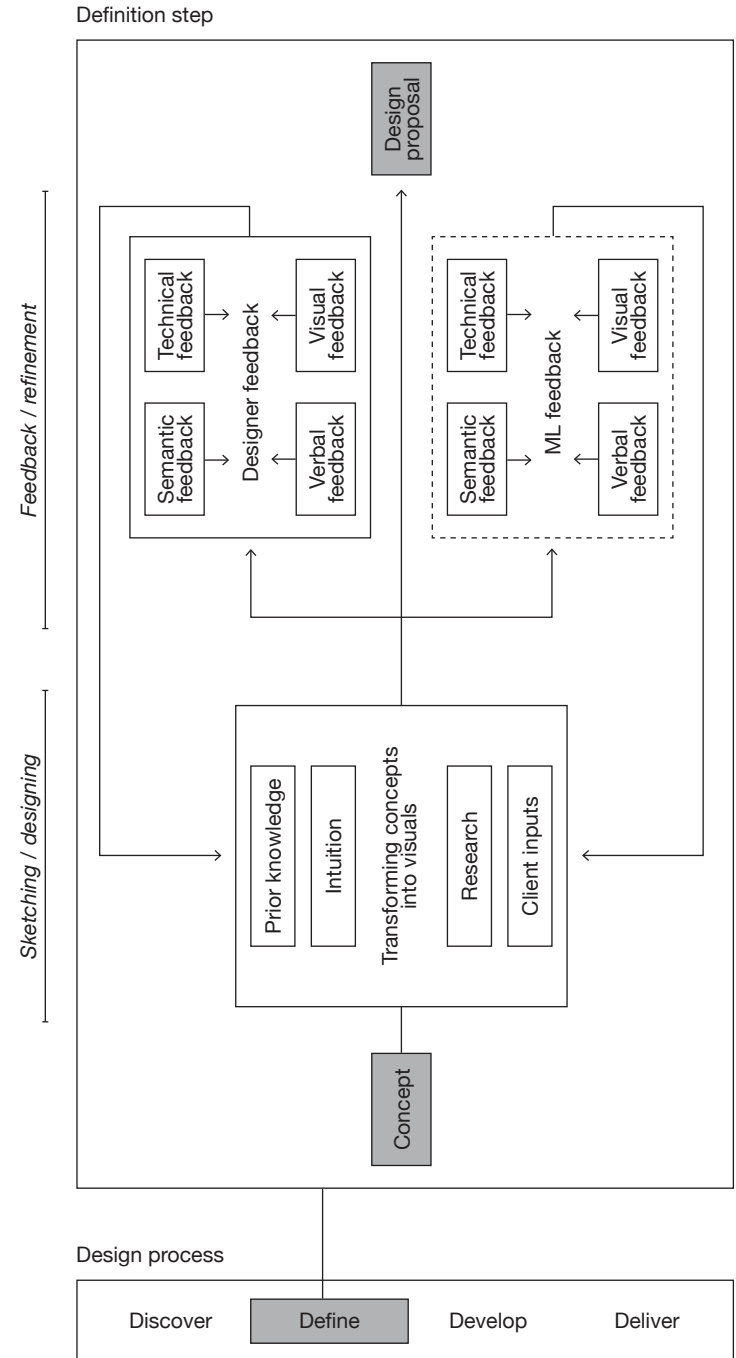 Definition step
Design
proposal
Feedback / refinement
Technical
feedback
Visual
feedback
Designer feedback
Semantic
feedback
Verbal
feedback
Technical
feedback
Visual
feedback
ML feedback
Semantic
feedback
Verbal
feedback
Sketching / designing
Prior knowledge
Intuition
Transforming concepts
into visuals
Research
Client inputs
Concept
Design process
Discover
Define
Develop
Deliver